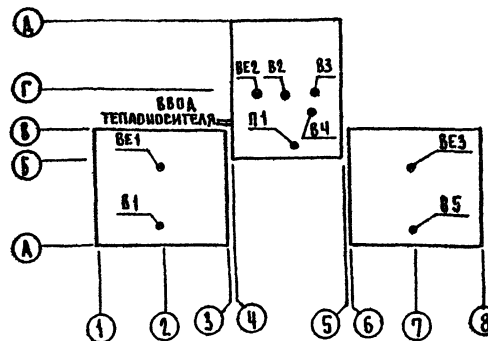 Д
Г
ВЕ2 В2 В3
ВВОД
ТЕПЛОНОСИТЕЛЯ
П1 В4
В
Б
ВЕ1 ВЕ3
В1 В5
А
1 2 3 4 5 6 7 8